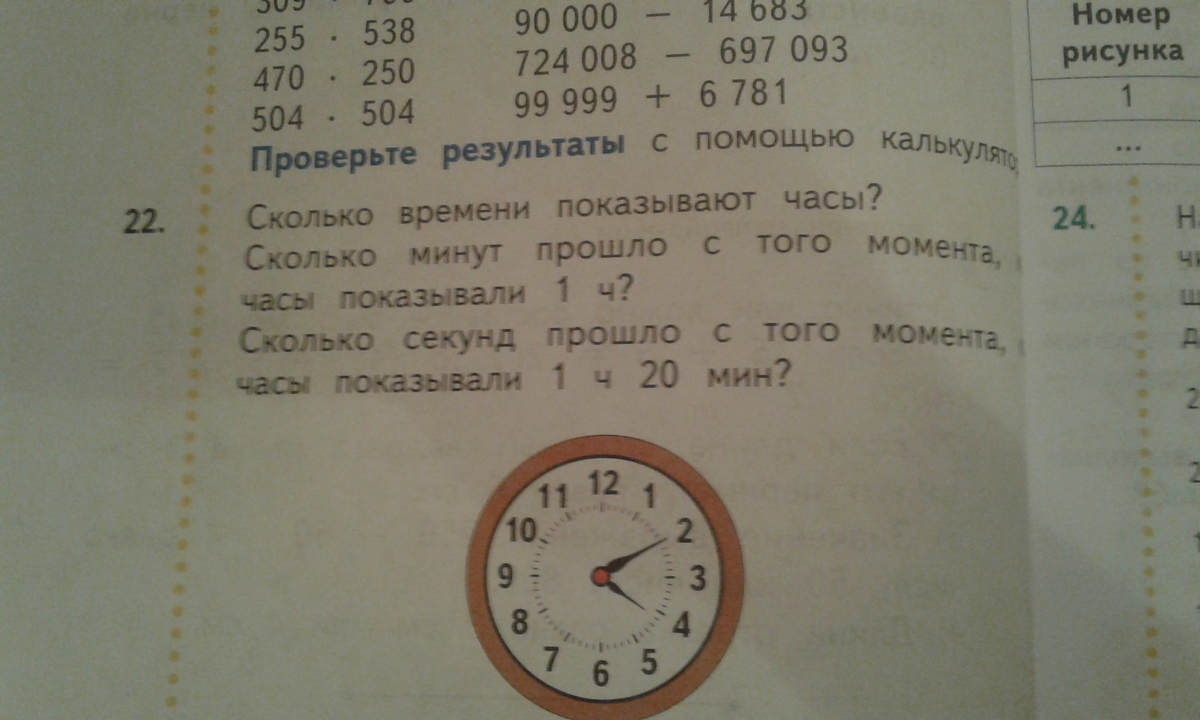 255 · 538
470 · 250
504 · 504
90 000 − 14 683
724 008 − 697 093
99 999 + 6 781
Проверьте результаты с помощью
22. Сколько времени показывают часы?
Сколько минут прошло с того момента,
часы показывали 1 ч?
Сколько секунд прошло с того момента,
часы показывали 1 ч 20 мин?
12
1
2
3
4
5
6
7
8
9
10
11
Номер
рисунка
1
...
24.